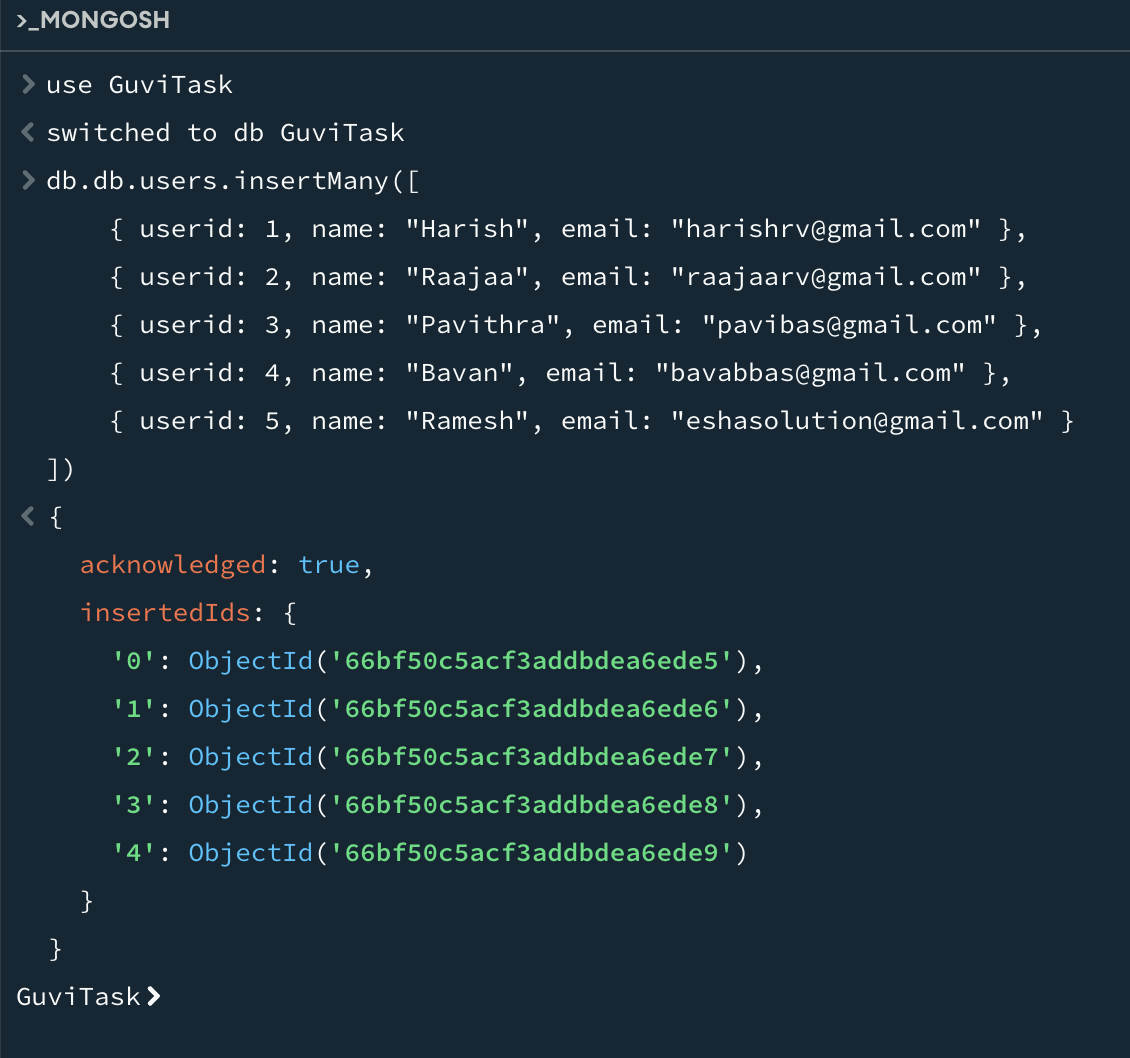 >_MONGOSH
> use GuviTask
< switched to db GuviTask
> db.db.users.insertMany([
{ userid: 1, name: "Harish", email: "harishrv@gmail.com" },
{ userid: 2, name: "Raajaa", email: "raajaarv@gmail.com" },
{ userid: 3, name: "Pavithra", email: "pavibas@gmail.com" },
{ userid: 4, name: "Bavan", email: "bavabbas@gmail.com" },
{ userid: 5, name: "Ramesh", email: "eshasolution@gmail.com" }
])
< {
acknowledged: true,
insertedIds: {
'0': ObjectId('66bf50c5acf3addbdea6ede5'),
'1': ObjectId('66bf50c5acf3addbdea6ede6'),
'2': ObjectId('66bf50c5acf3addbdea6ede7'),
'3': ObjectId('66bf50c5acf3addbdea6ede8'),
'4': ObjectId('66bf50c5acf3addbdea6ede9')
}
}
GuviTask>